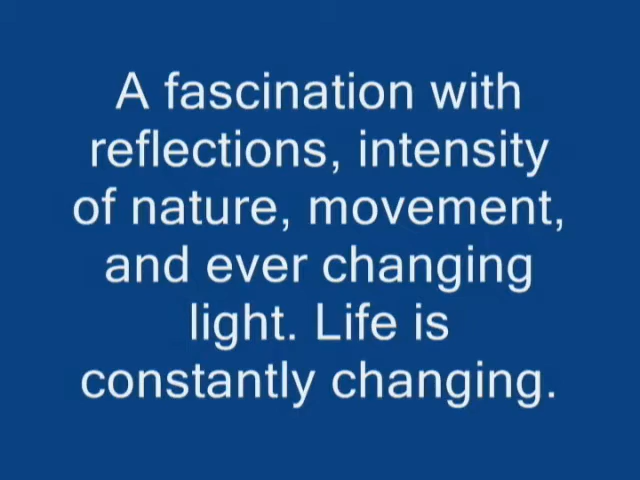 A fascination with
reflections, intensity
of nature, movement,
and ever changing
light. Life is
constantly changing.